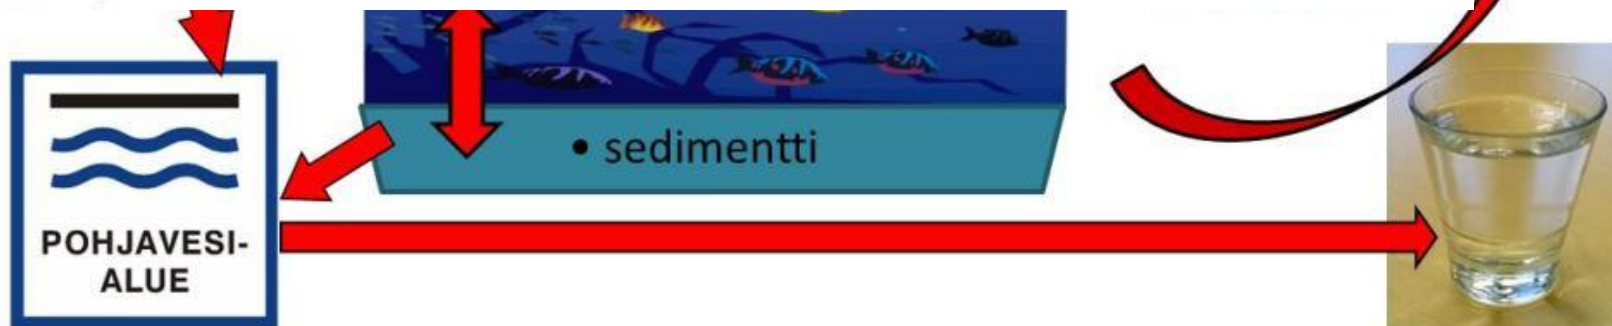 • sedimentti
POHJAVESI-
ALUE